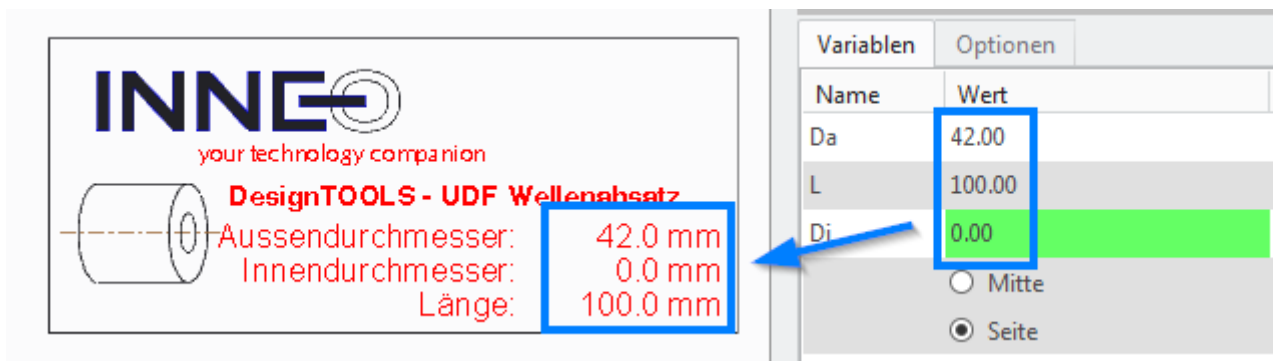 INNEO
your technology companion
DesignTOOLS - UDF Wellenabsatz
Aussendurchmesser: 42.0 mm
Innendurchmesser: 0.0 mm
Länge: 100.0 mm
Variablen Optionen
Name Wert
Da 42.00
L 100.00
Di 0.00
Mitte
Seite